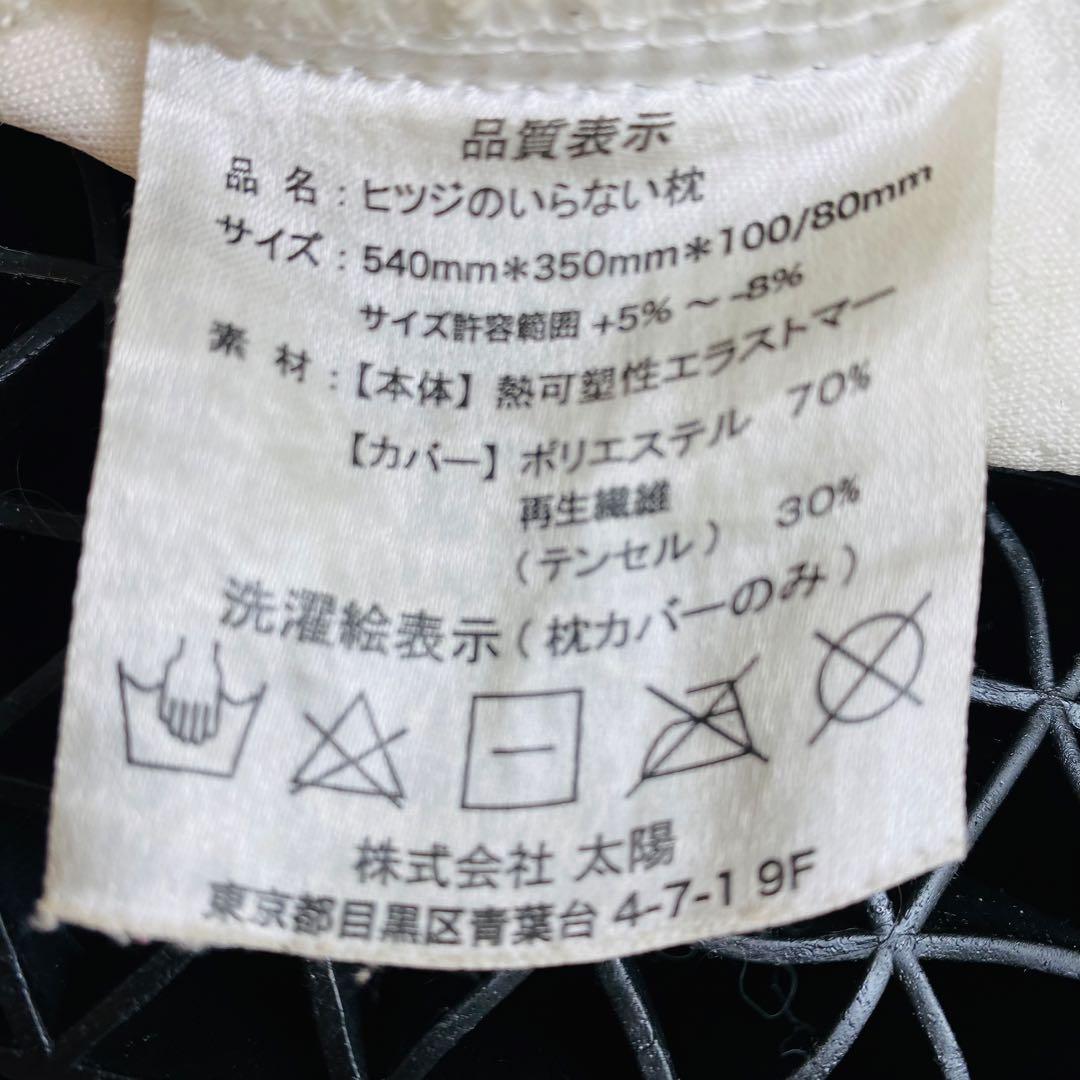 品質表示
品 名：ヒツジのいらない枕
サイズ：540mm＊350mm＊100/80mm
サイズ許容範囲 +5% ～ -8%
素 材：【本体】熱可塑性エラストマー
【カバー】ポリエステル 70%
再生繊維
（テンセル） 30%
洗濯絵表示（枕カバーのみ）
株式会社 太陽
東京都目黒区青葉台 4-7-1 9F